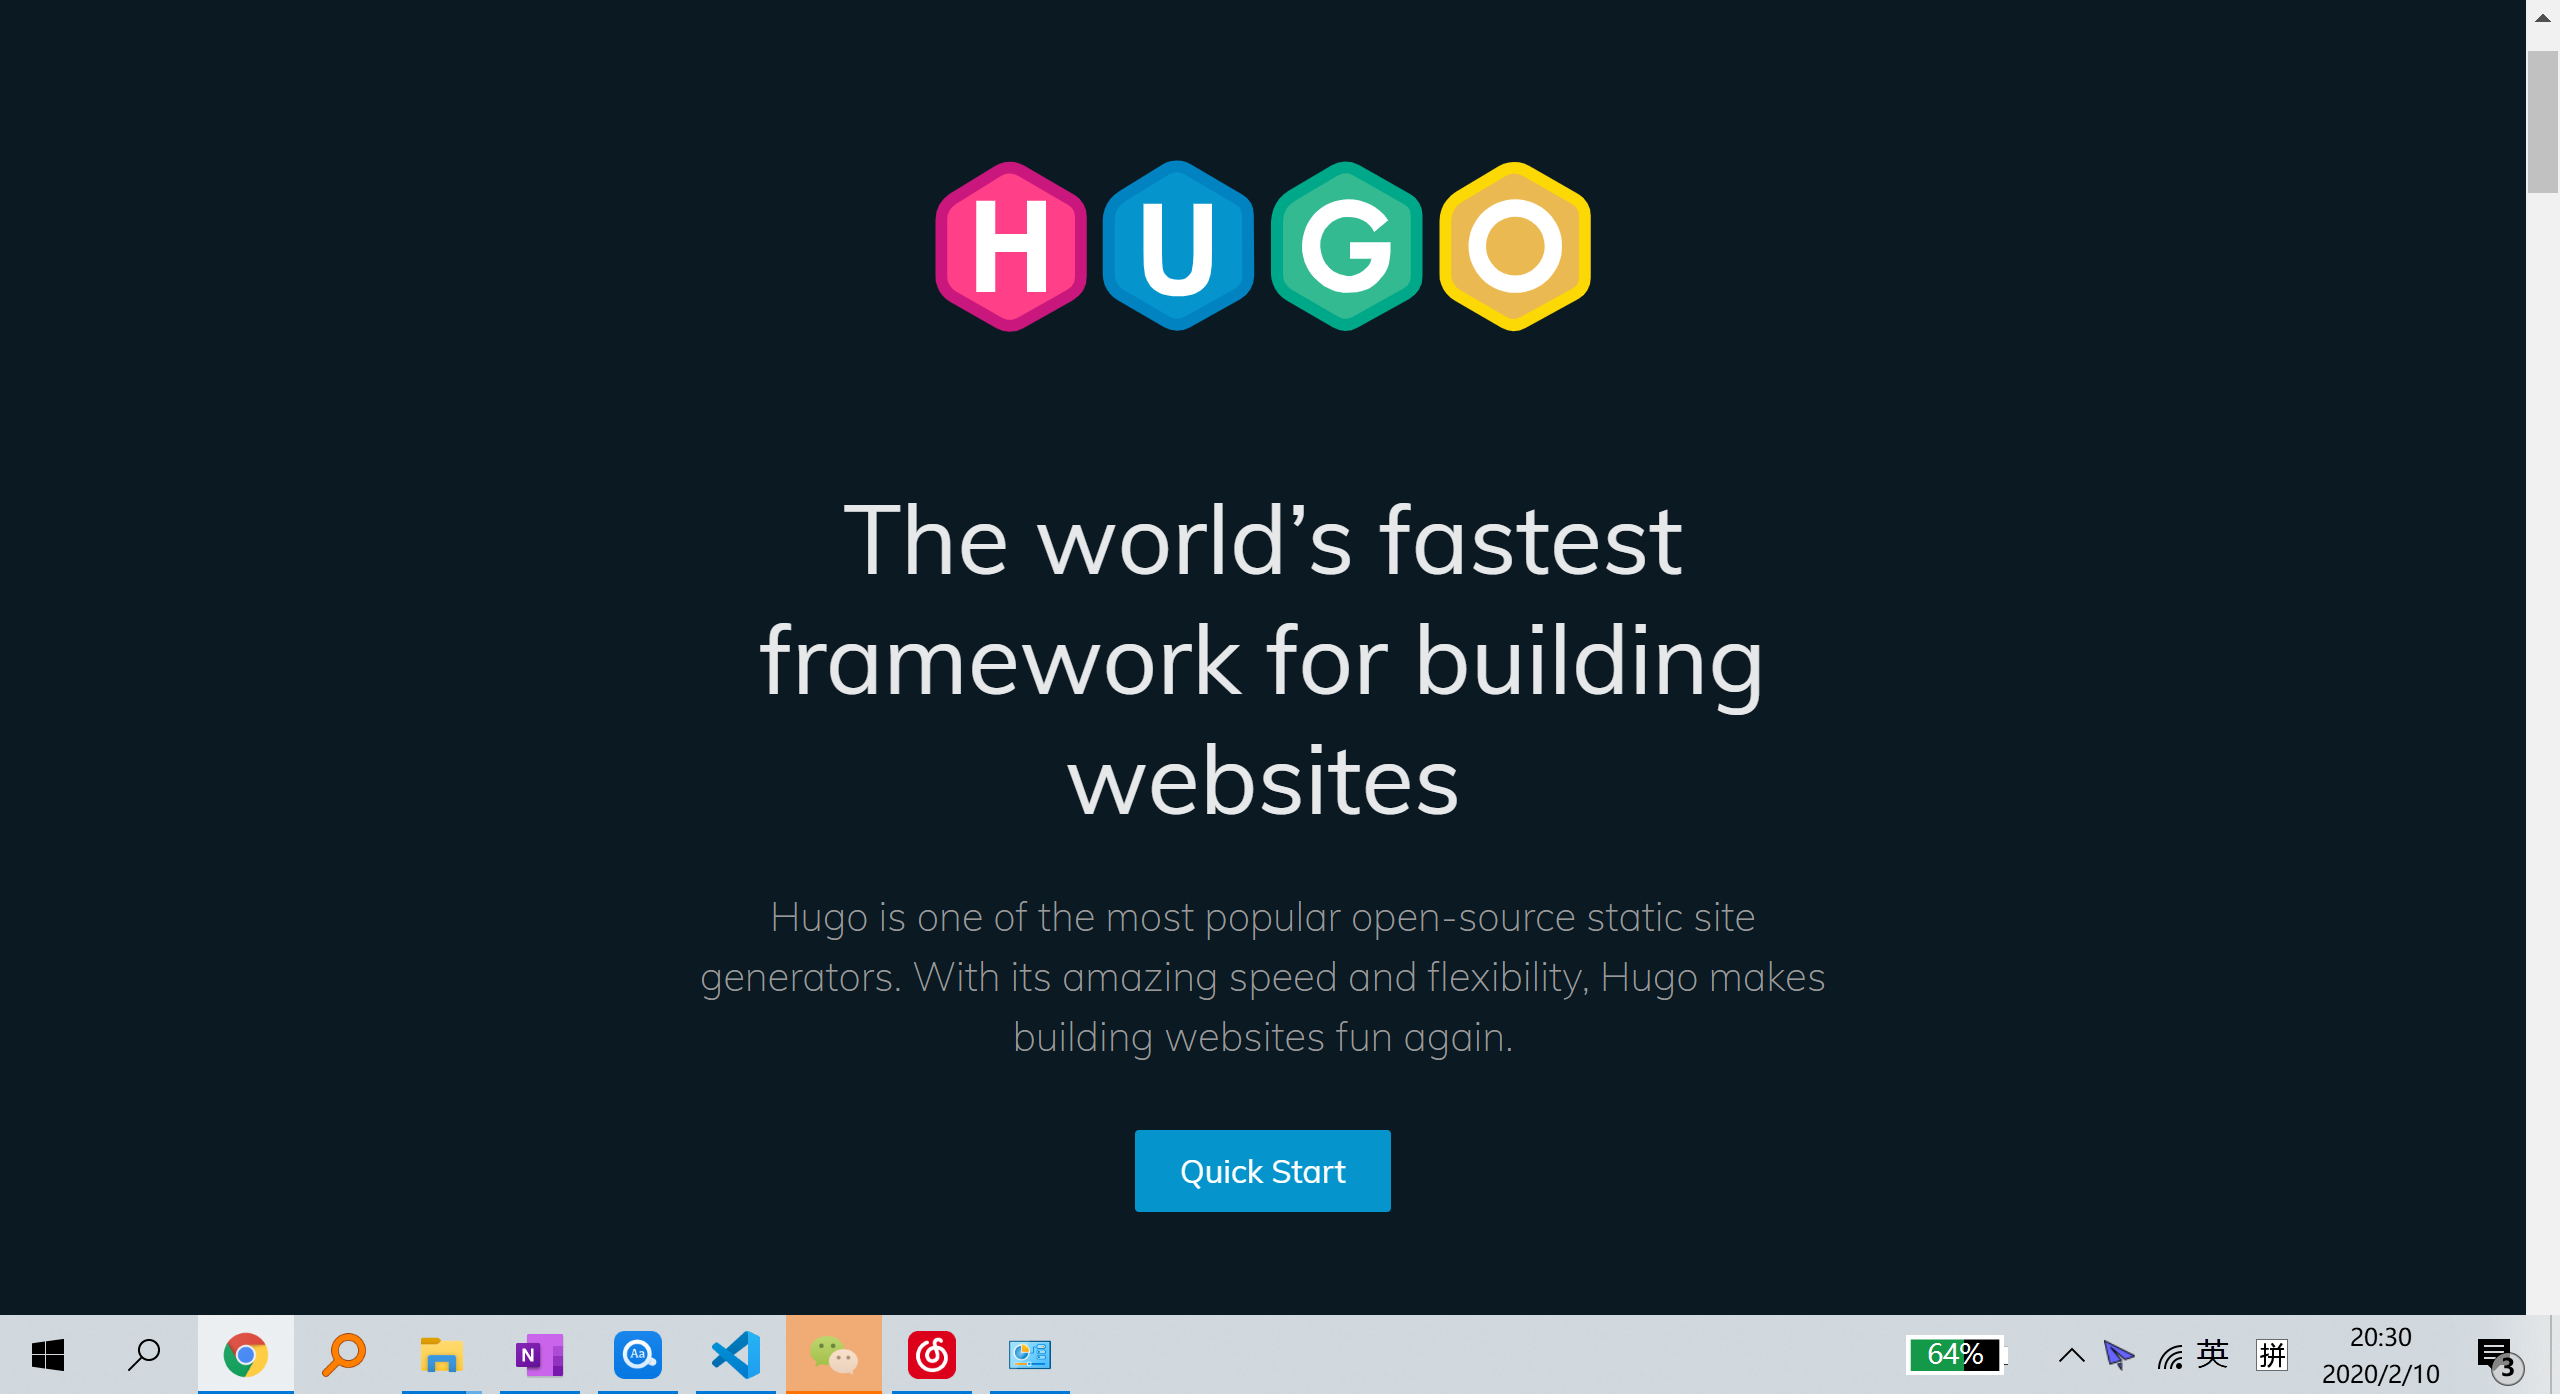 HUGO
The world’s fastest
framework for building
websites
Hugo is one of the most popular open-source static site
generators. With its amazing speed and flexibility, Hugo makes
building websites fun again.
Quick Start
N
Aa
64%
英
拼
20:30
2020/2/10
3